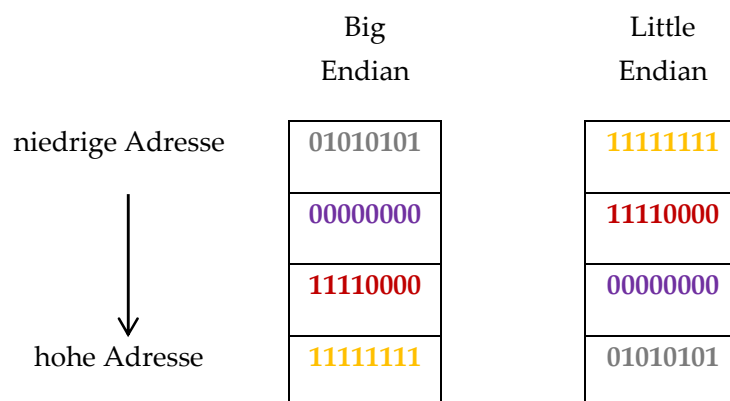 Big Little
Endian Endian
niedrige Adresse 01010101 11111111
00000000 11110000
11110000 00000000
hohe Adresse 11111111 01010101